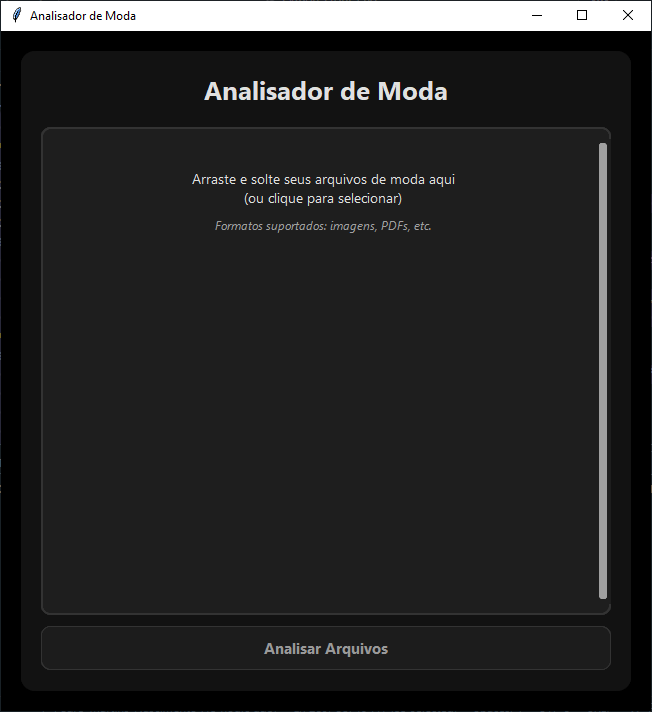 Analisador de Moda
Analisador de Moda
Arraste e solte seus arquivos de moda aqui
(ou clique para selecionar)
Formatos suportados: imagens, PDFs, etc.
Analisar Arquivos